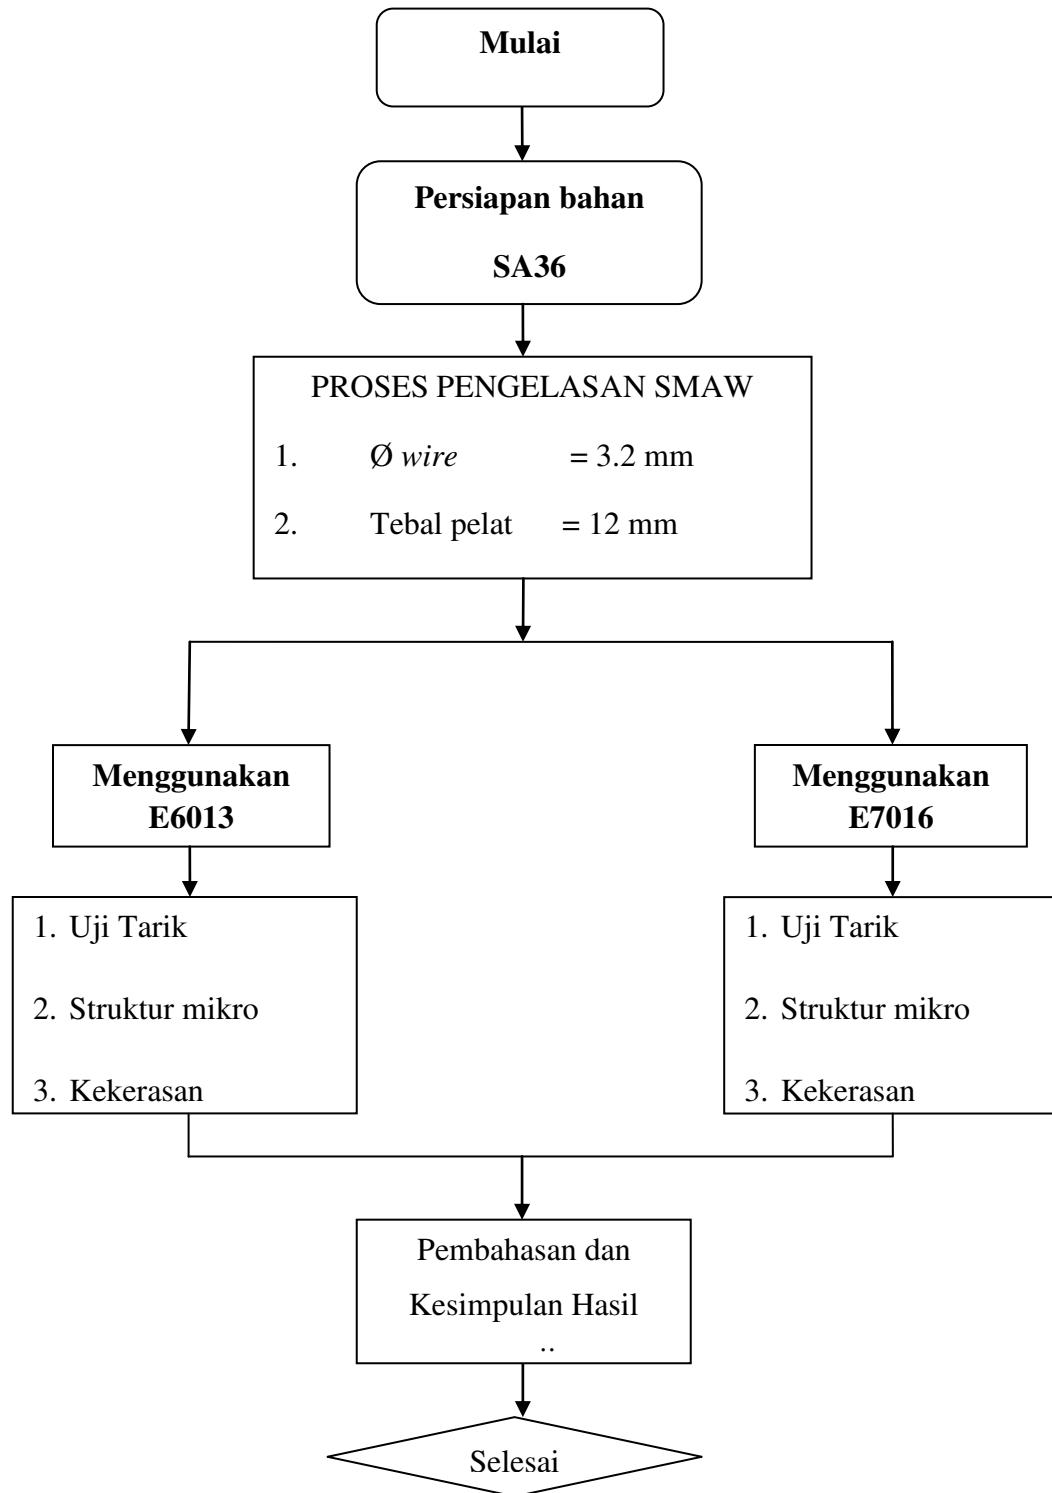 Mulai
Persiapan bahan
SA36
PROSES PENGELASAN SMAW
1. Ø wire = 3.2 mm
2. Tebal pelat = 12 mm
Menggunakan
E6013
Menggunakan
E7016
1. Uji Tarik
2. Struktur mikro
3. Kekerasan
1. Uji Tarik
2. Struktur mikro
3. Kekerasan
Pembahasan dan
Kesimpulan Hasil
..
Selesai